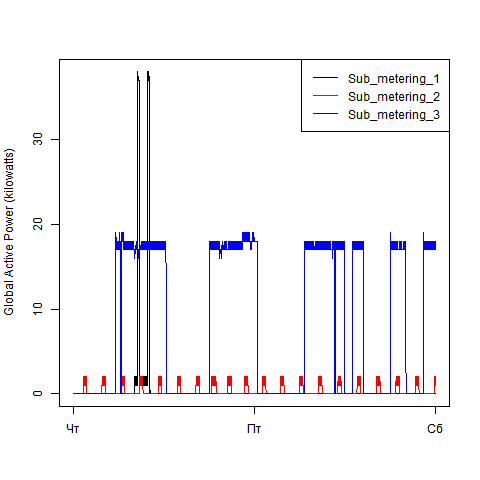 Sub_metering_1
Sub_metering_2
Sub_metering_3
Global Active Power (kilowatts)
30
20
10
0
Чт
Пт
Сб